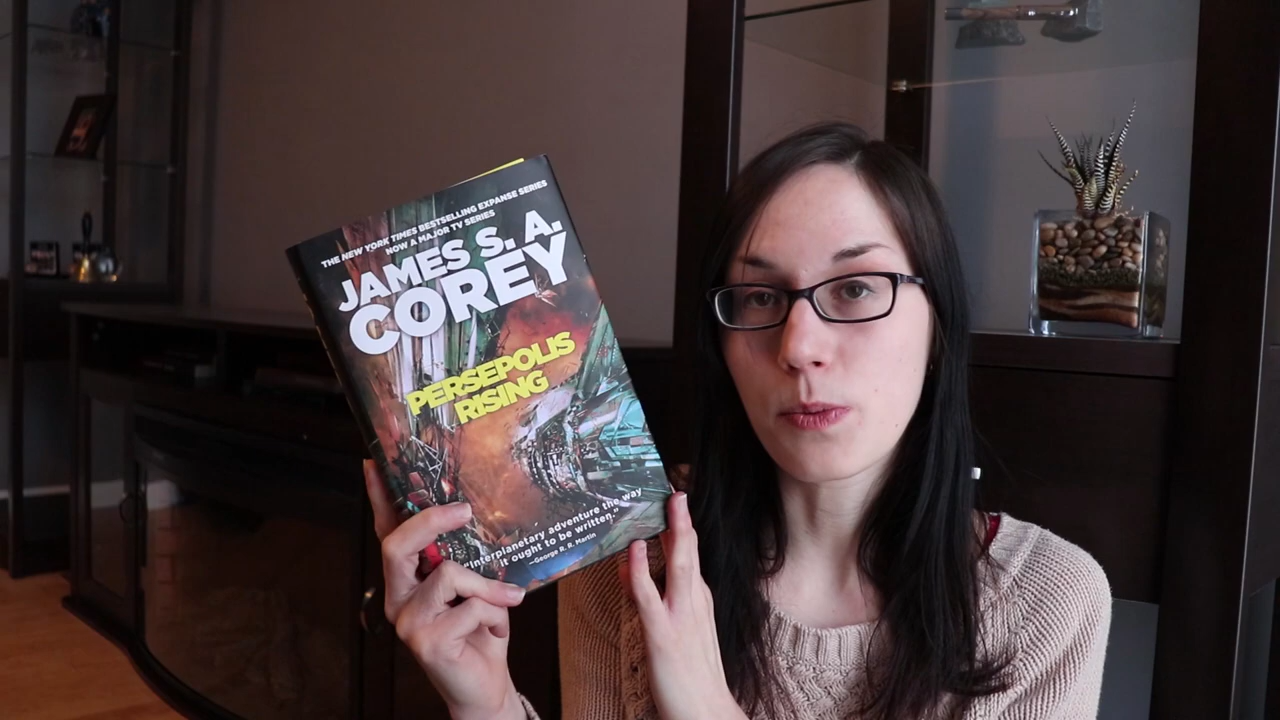 THE NEW YORK TIMES BESTSELLING EXPANSE SERIES
NOW A MAJOR TV SERIES
JAMES S. A.
COREY
PERSEPOLIS
RISING
"Interplanetary adventure the way
it ought to be written."
—George R. R. Martin